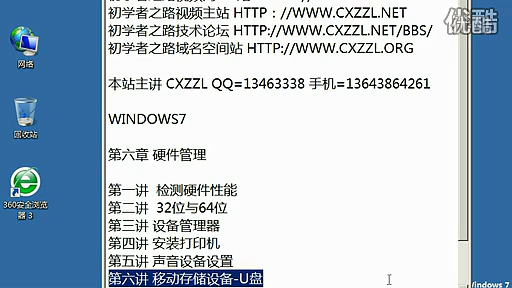 初学者之路视频主站 HTTP：//WWW.CXZZL.NET
初学者之路技术论坛 HTTP://WWW.CXZZL.NET/BBS/
初学者之路域名空间站 HTTP://WWW.CXZZL.ORG
本站主讲 CXZZL QQ=13463338 手机=13643864261
WINDOWS7
第六章 硬件管理
第一讲 检测硬件性能
第二讲 32位与64位
第三讲 设备管理器
第四讲 安装打印机
第五讲 声音设备设置
第六讲 移动存储设备-U盘
网络
回收站
360安全浏览
器 3
优酷
indows 7